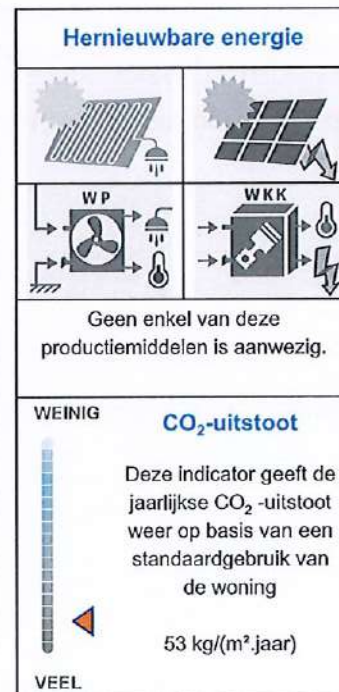 Hernieuwbare energie
WP
WKK
Geen enkel van deze
productiemiddelen is aanwezig.
WEINIG
CO₂-uitstoot
Deze indicator geeft de
jaarlijkse CO₂ -uitstoot
weer op basis van een
standaardgebruik van
de woning
53 kg/(m².jaar)
VEEL